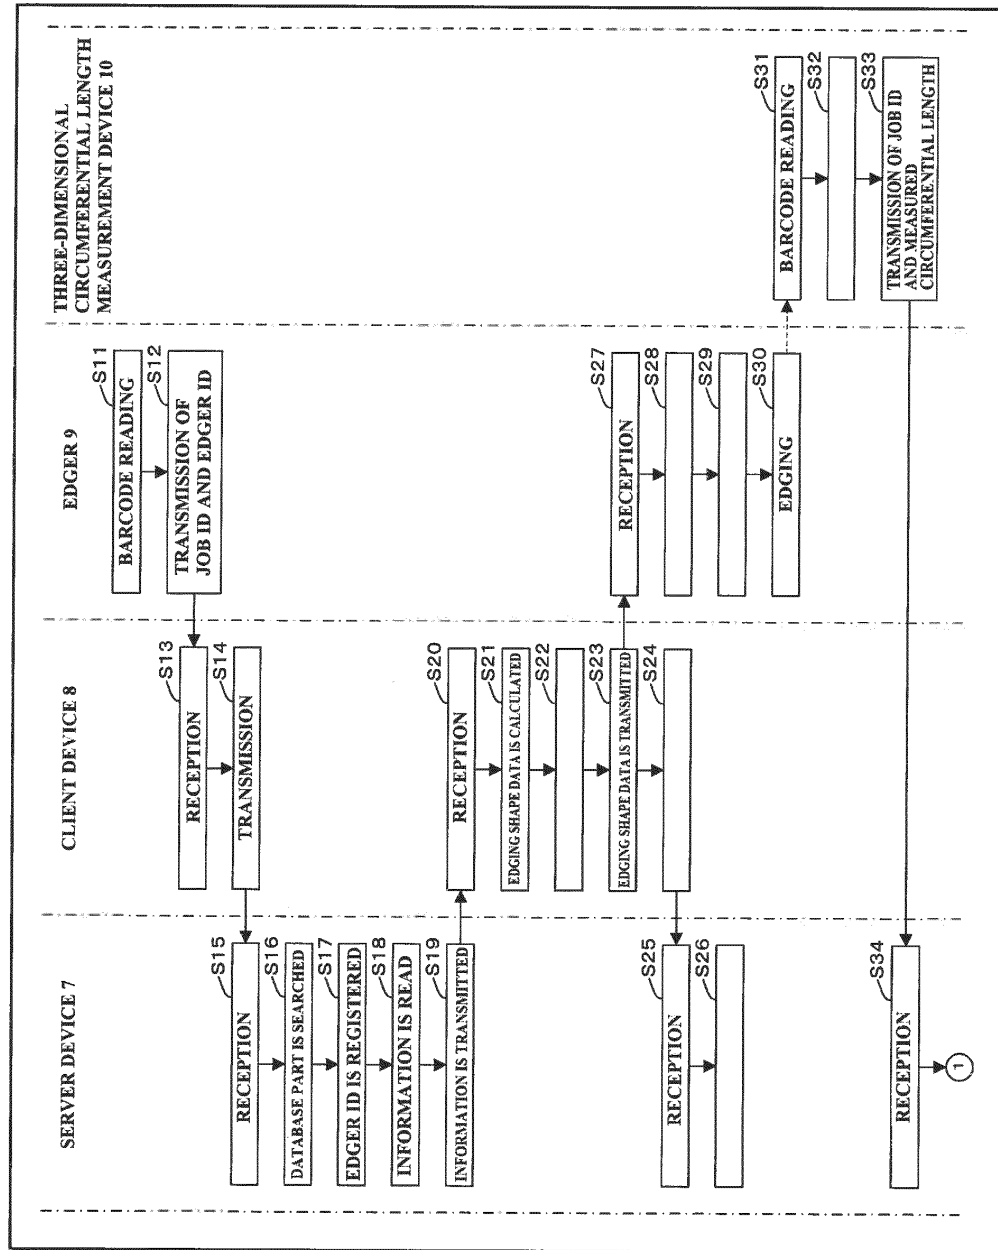 SERVER DEVICE 7
CLIENT DEVICE 8
EDGER 9
THREE-DIMENSIONAL
CIRCUMFERENTIAL LENGTH
MEASUREMENT DEVICE 10
S11
BARCODE READING
S12
TRANSMISSION OF
JOB ID AND EDGER ID
S13
RECEPTION
S14
TRANSMISSION
S15
RECEPTION
S16
DATABASE PART IS SEARCHED
S17
EDGER ID IS REGISTERED
S18
INFORMATION IS READ
S19
INFORMATION IS TRANSMITTED
S20
RECEPTION
S21
EDGING SHAPE DATA IS CALCULATED
S22
S23
EDGING SHAPE DATA IS TRANSMITTED
S24
S25
RECEPTION
S26
S27
RECEPTION
S28
S29
S30
EDGING
S31
BARCODE READING
S32
S33
TRANSMISSION OF JOB ID
AND MEASURED
CIRCUMFERENTIAL LENGTH
S34
RECEPTION
1